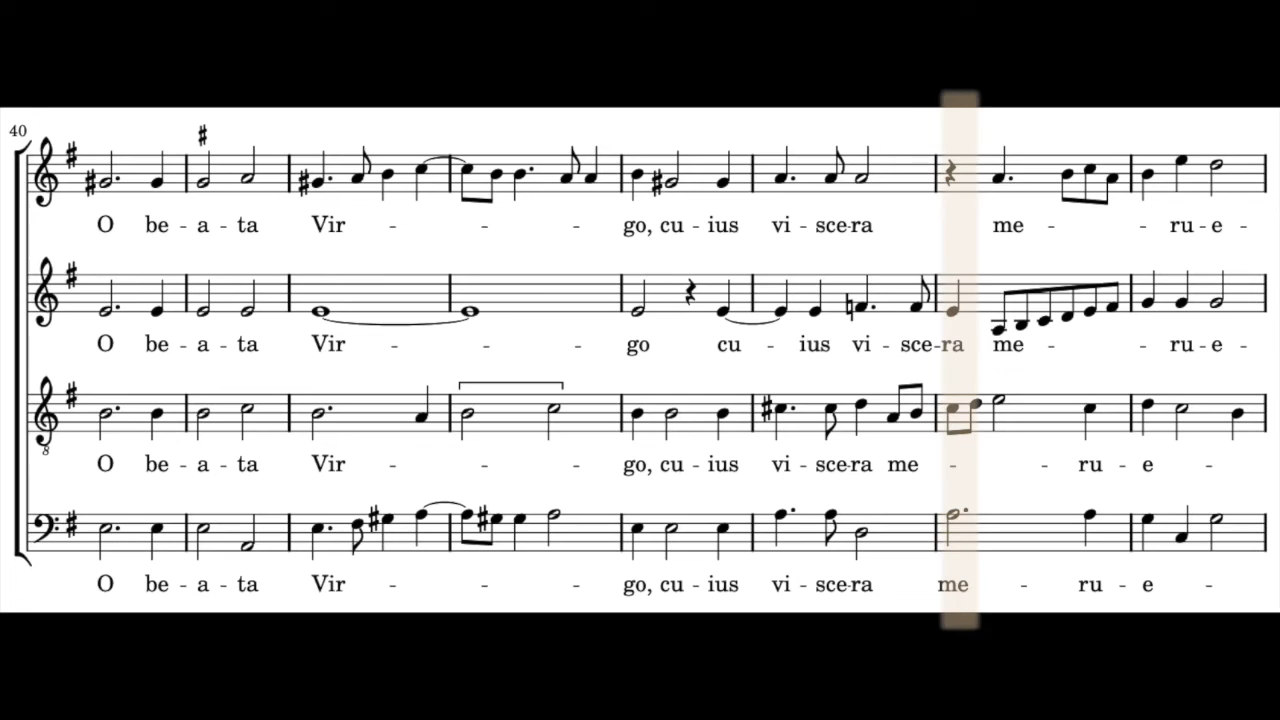 40
O be - a - ta Vir - - - - go, cu - ius vi - sce-ra me - - ru - e -
O be - a - ta Vir - - - go cu - ius vi - sce-ra me - - ru - e -
O be - a - ta Vir - - - - go, cu - ius vi - sce-ra me - - ru - e -
O be - a - ta Vir - - - - go, cu - ius vi - sce-ra me - ru - e -